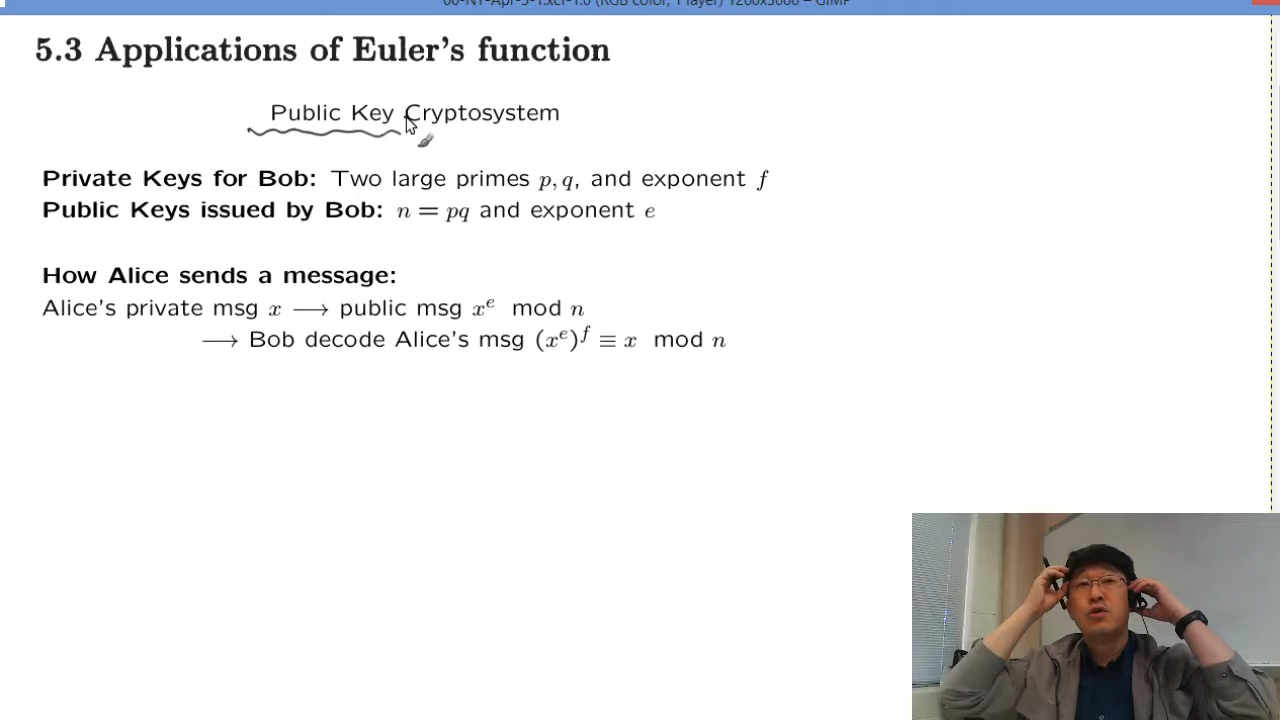 5.3 Applications of Euler's function
Public Key Cryptosystem
Private Keys for Bob: Two large primes p, q, and exponent f
Public Keys issued by Bob: n = pq and exponent e
How Alice sends a message:
Alice's private msg x ⟶ public msg xᵉ mod n
⟶ Bob decode Alice's msg (xᵉ)ᶠ ≡ x mod n